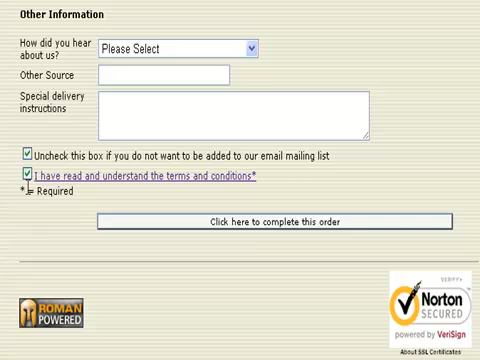 Other Information
How did you hear
about us?
Please Select
Other Source
Special delivery
instructions
Uncheck this box if you do not want to be added to our email mailing list
I have read and understand the terms and conditions*
*= Required
Click here to complete this order
ROMAN
POWERED
Norton
SECURED
powered by VeriSign
About SSL Certificates